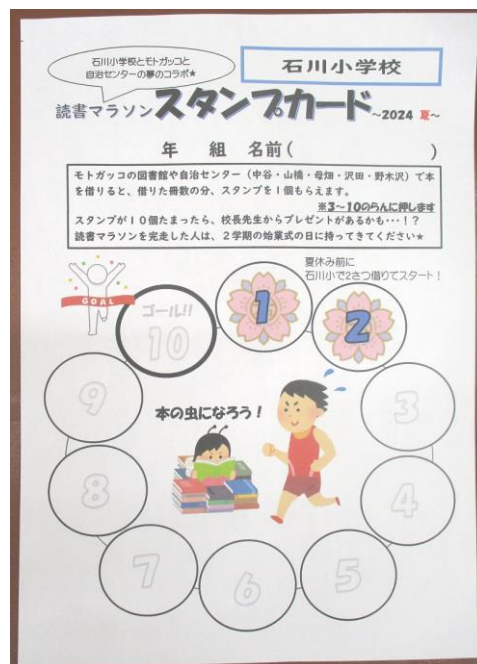 石川小学校とモトガッコと
自治センターの夢のコラボ★
石川小学校
読書マラソンスタンプカード~2024 夏~
年 組 名前( )
モトガッコの図書館や自治センター(中谷・山橋・母畑・沢田・野木沢)で本
を借りると、借りた冊数の分、スタンプを1個もらえます。
※3~10のらんに押します
スタンプが10個たまったら、校長先生からプレゼントがあるかも・・・!?
読書マラソンを完走した人は、2学期の始業式の日に持ってきてください★
夏休み前に
石川小で2さつ借りてスタート!
GOAL
ゴール!!
10
1
2
3
4
5
6
7
8
9
本の虫になろう!